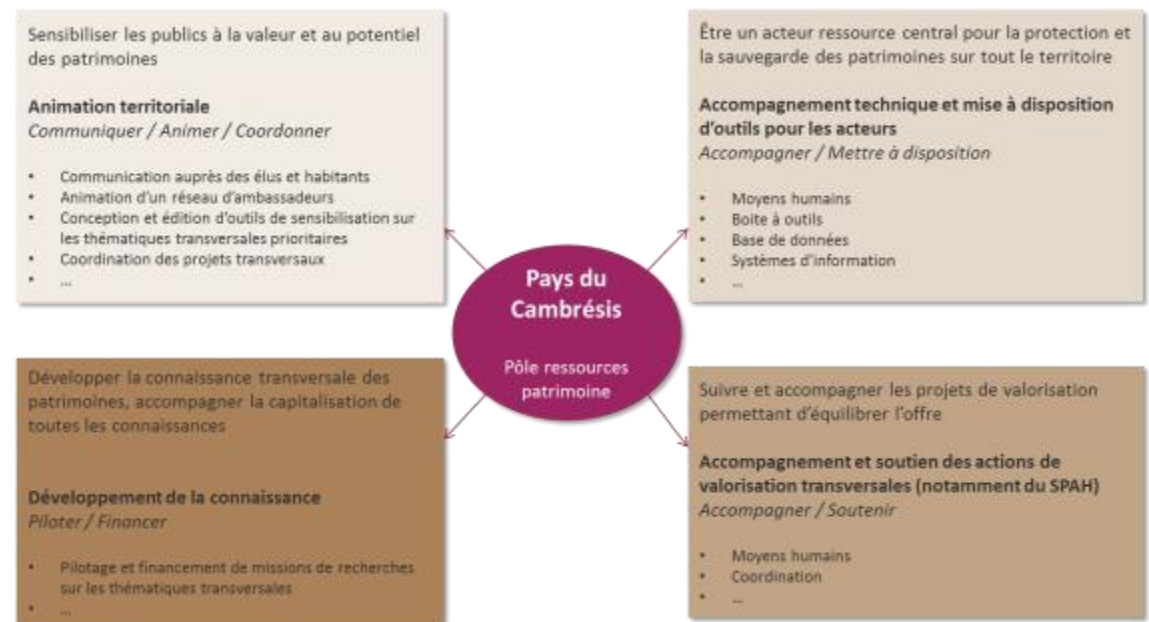 Sensibiliser les publics à la valeur et au potentiel
des patrimoines
Animation territoriale
Communiquer / Animer / Coordonner
• Communication auprès des élus et habitants
• Animation d'un réseau d'ambassadeurs
• Conception et édition d'outils de sensibilisation sur
les thématiques transversales prioritaires
• Coordination des projets transversaux
• ...
Être un acteur ressource central pour la protection et
la sauvegarde des patrimoines sur tout le territoire
Accompagnement technique et mise à disposition
d'outils pour les acteurs
Accompagner / Mettre à disposition
• Moyens humains
• Boite à outils
• Base de données
• Systèmes d'information
• ...
Pays du
Cambrésis
Pôle ressources
patrimoine
Développer la connaissance transversale des
patrimoines, accompagner la capitalisation de
toutes les connaissances
Développement de la connaissance
Piloter / Financer
• Pilotage et financement de missions de recherches
sur les thématiques transversales
• ...
Suivre et accompagner les projets de valorisation
permettant d'équilibrer l'offre
Accompagnement et soutien des actions de
valorisation transversales (notamment du SPAH)
Accompagner / Soutenir
• Moyens humains
• Coordination
• ...